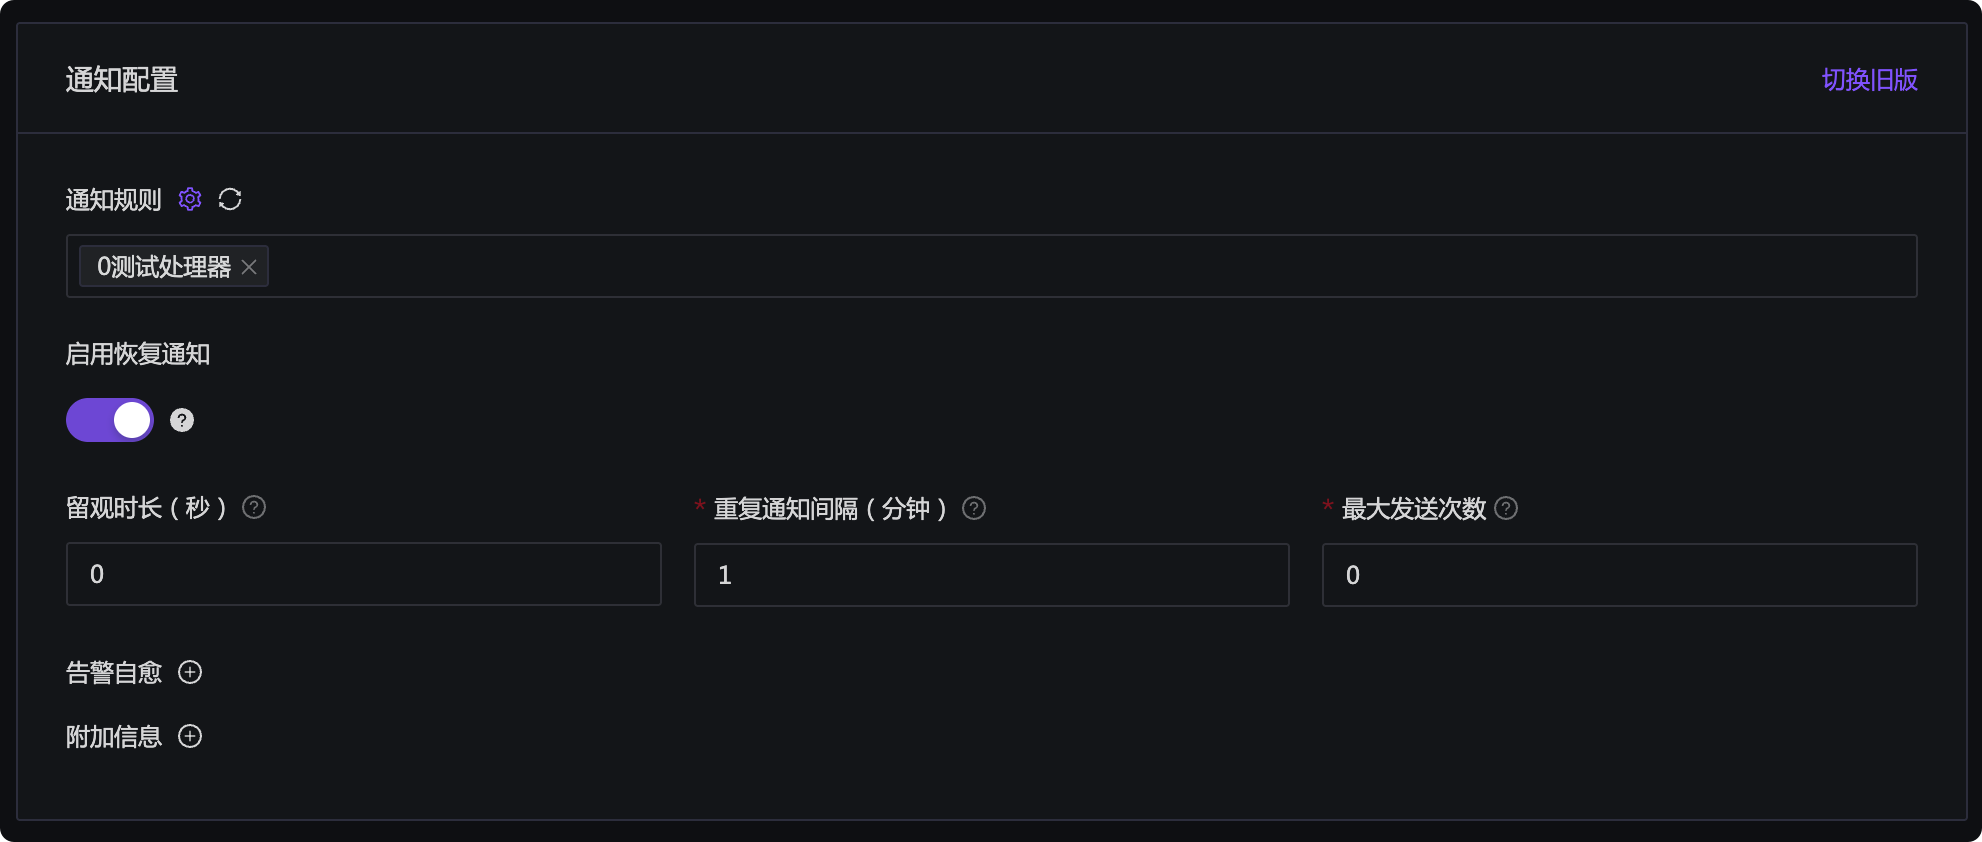 通知配置 切换旧版
通知规则
0测试处理器
启用恢复通知
?
留观时长（秒） ? * 重复通知间隔（分钟） ? * 最大发送次数 ?
0 1 0
告警自愈
附加信息